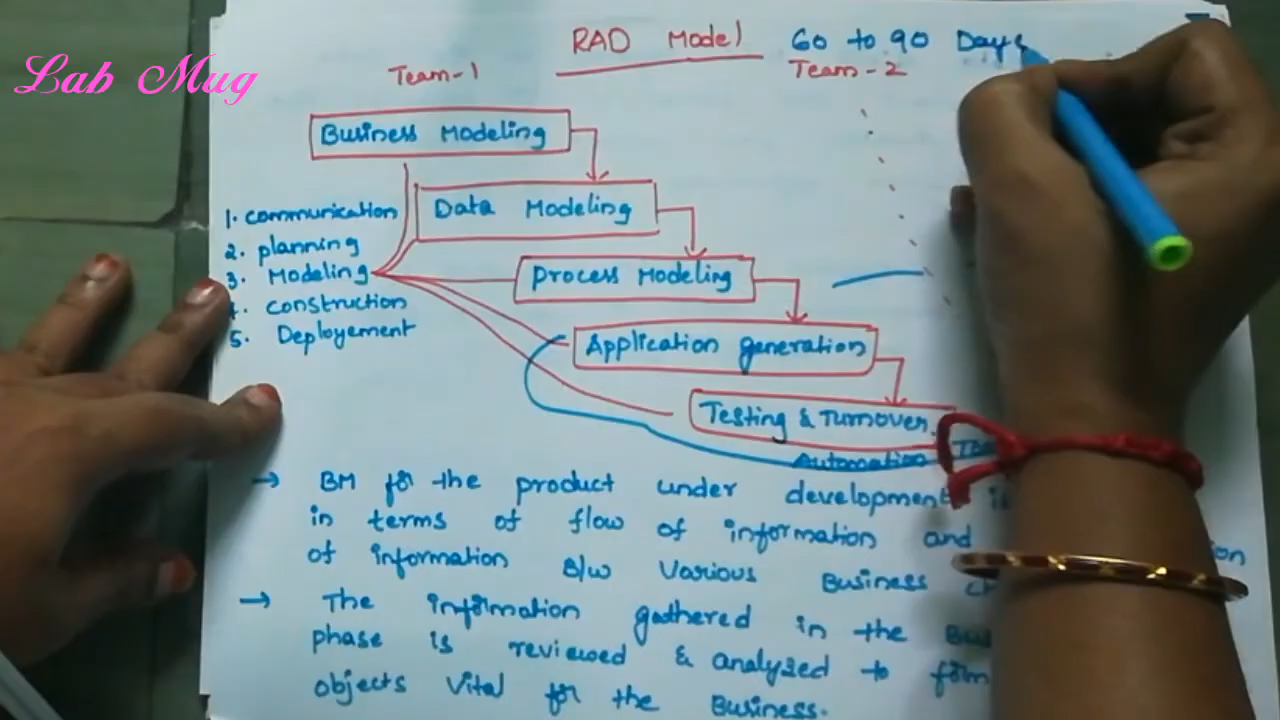 Lab Mug
RAD Model 60 to 90 Days
Team-1 Team-2
Business Modeling
Data Modeling
1. communication
2. planning
3. Modeling
4. construction
5. Deployement
Process Modeling
Application generation
Testing & Turnover.
Automation
→ BM for the product under development
in terms of flow of information and
of information B/w Various Business
→ The information gathered in the
phase is reviewed & analyzed to form
objects Vital for the Business.